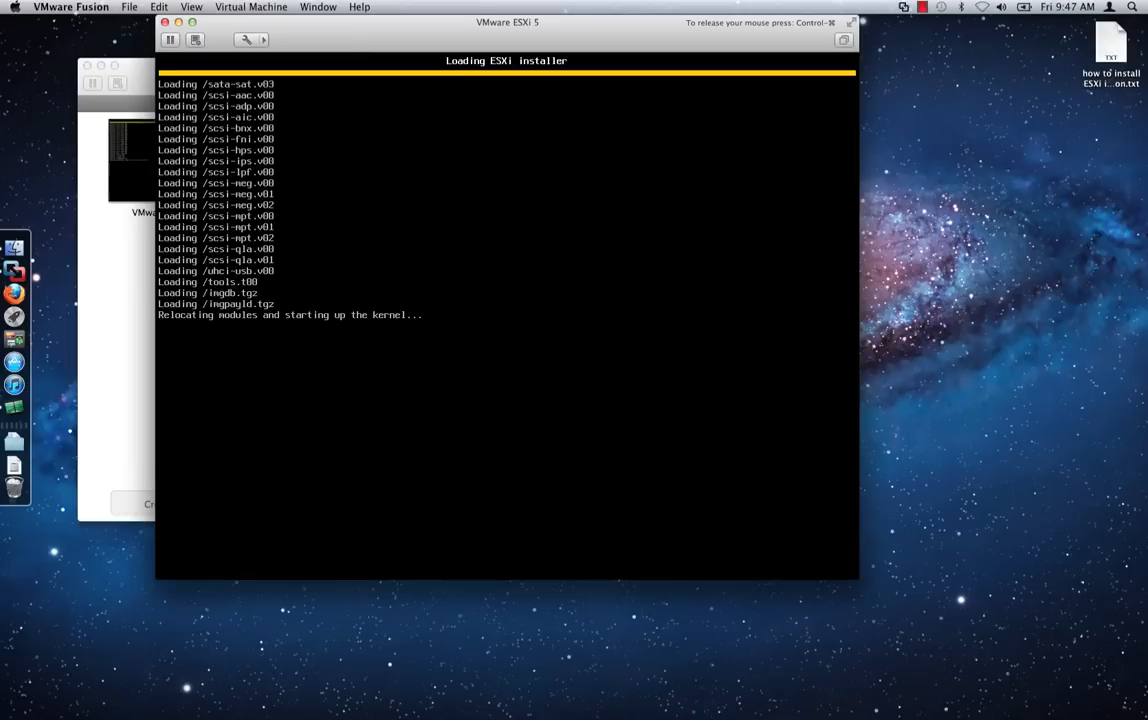 VMware Fusion File Edit View Virtual Machine Window Help Fri 9:47 AM
VMware ESXi 5
To release your mouse press: Control-⌘
Loading ESXi installer
Loading /sata-sat.v03
Loading /scsi-aac.v00
Loading /scsi-adp.v00
Loading /scsi-aic.v00
Loading /scsi-bnx.v00
Loading /scsi-fni.v00
Loading /scsi-hps.v00
Loading /scsi-ips.v00
Loading /scsi-lpf.v00
Loading /scsi-meg.v00
Loading /scsi-meg.v01
Loading /scsi-meg.v02
Loading /scsi-mpt.v00
Loading /scsi-mpt.v01
Loading /scsi-mpt.v02
Loading /scsi-qla.v00
Loading /scsi-qla.v01
Loading /uhci-usb.v00
Loading /tools.t00
Loading /imgdb.tgz
Loading /imgpayld.tgz
Relocating modules and starting up the kernel...
VMwa
Cr
TXT
how to install
ESXi i...on.txt